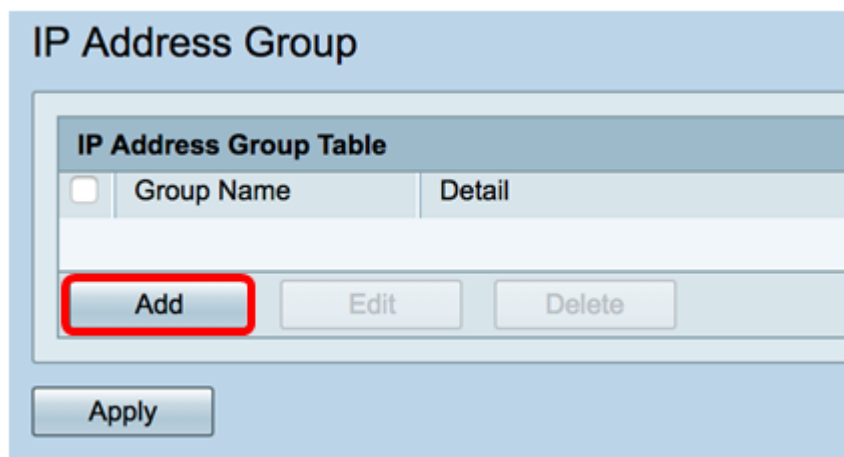 IP Address Group
IP Address Group Table
Group Name Detail
Add Edit Delete
Apply